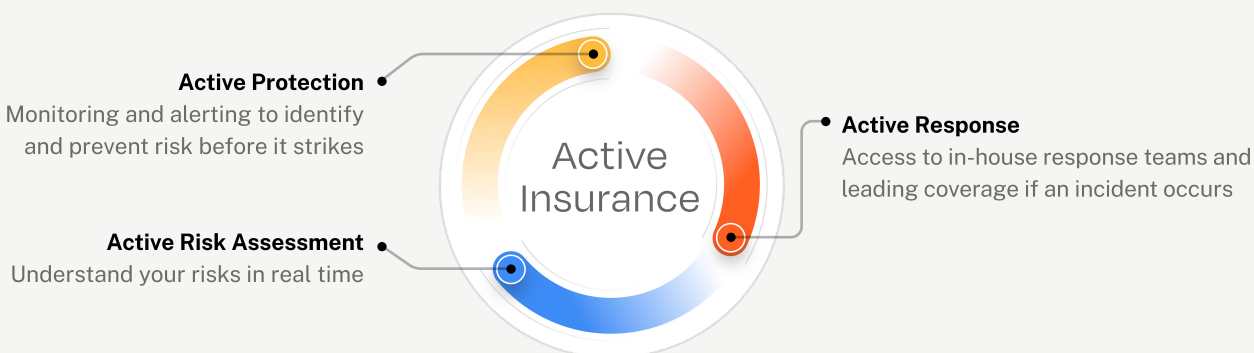 Active Protection
Monitoring and alerting to identify
and prevent risk before it strikes
Active Risk Assessment
Understand your risks in real time
Active
Insurance
Active Response
Access to in-house response teams and
leading coverage if an incident occurs